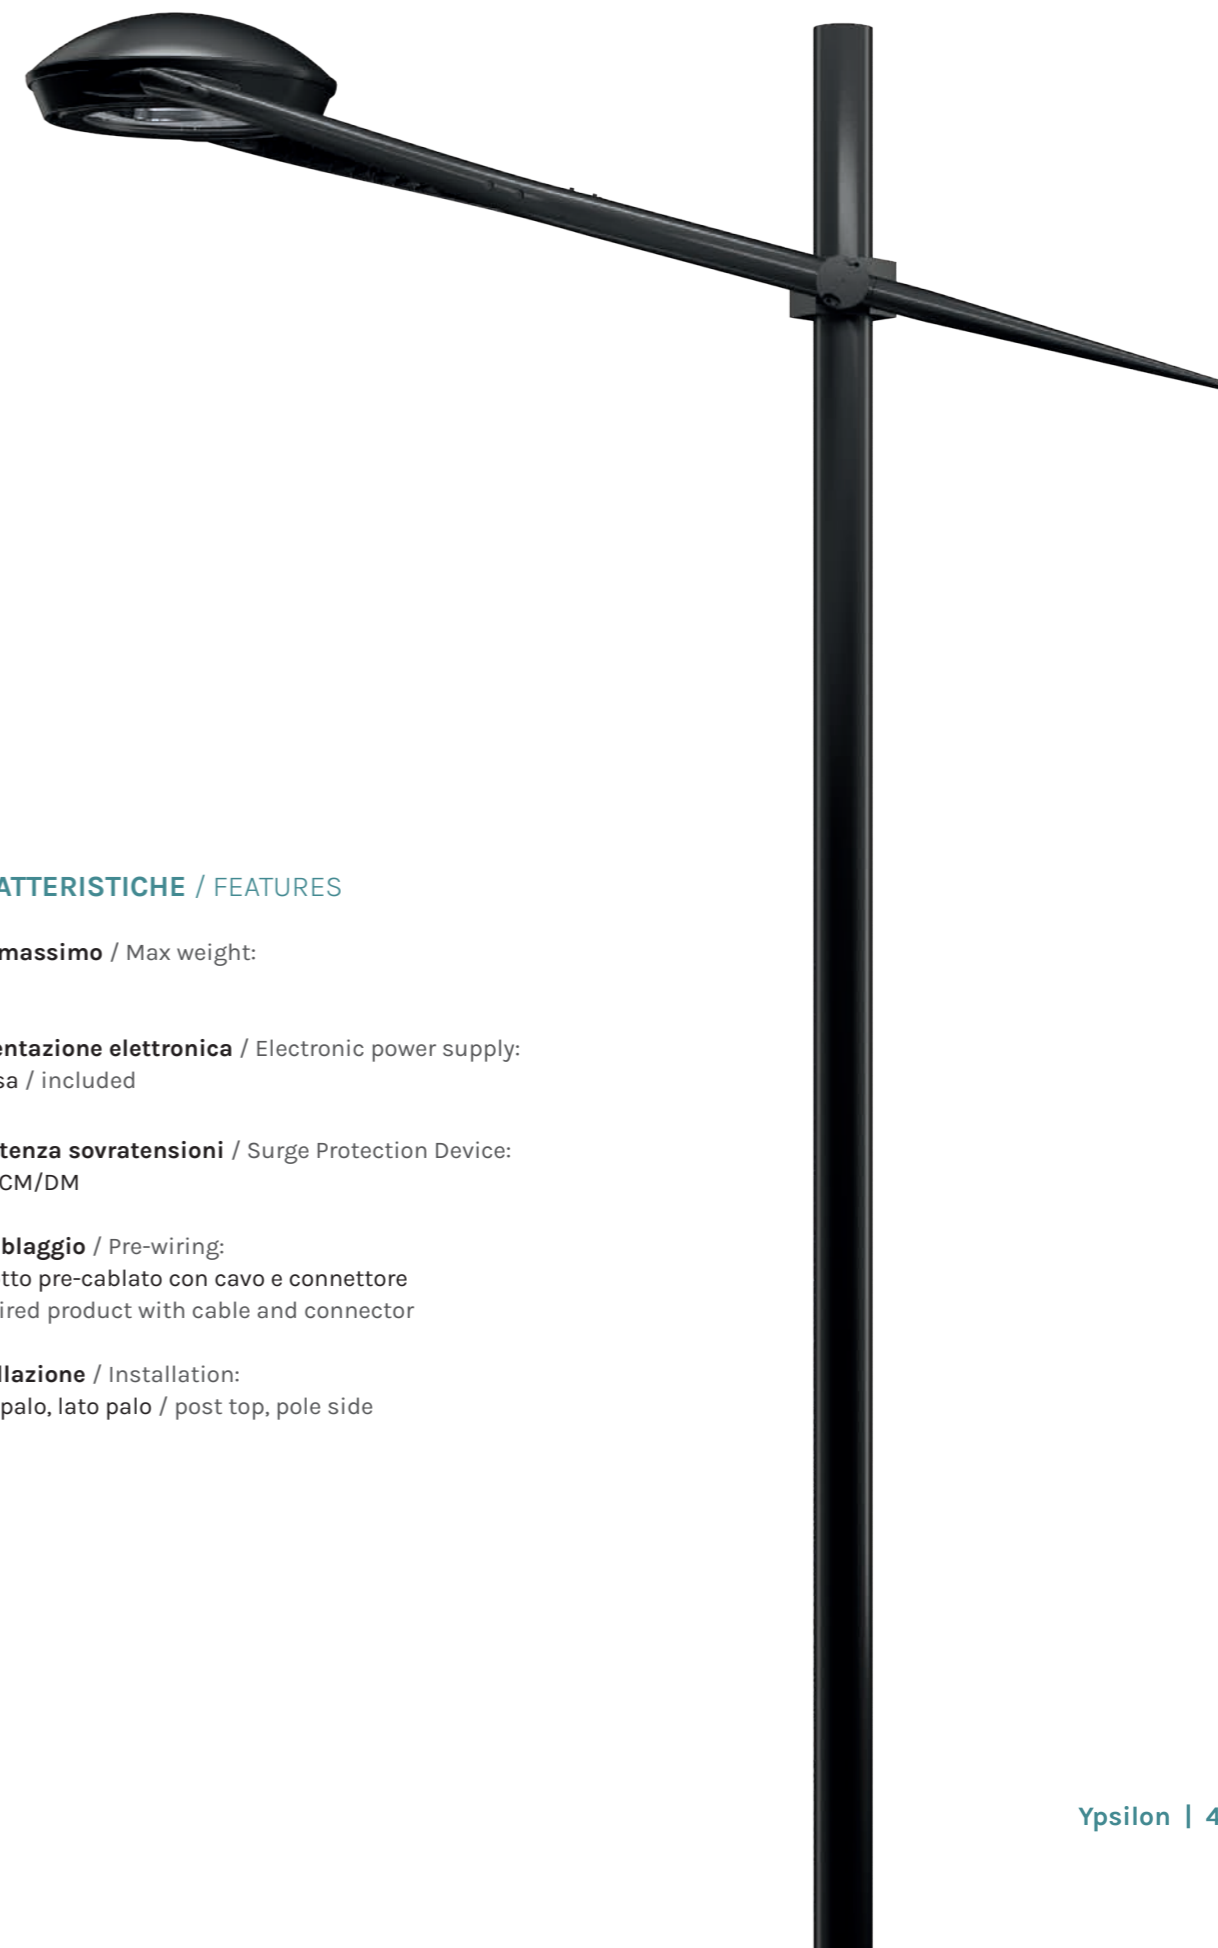 ATTERISTICHE / FEATURES
massimo / Max weight:
entazione elettronica / Electronic power supply:
sa / included
tenza sovratensioni / Surge Protection Device:
CM/DM
blaggio / Pre-wiring:
tto pre-cablato con cavo e connettore
ired product with cable and connector
llazione / Installation:
palo, lato palo / post top, pole side
Ypsilon | 4